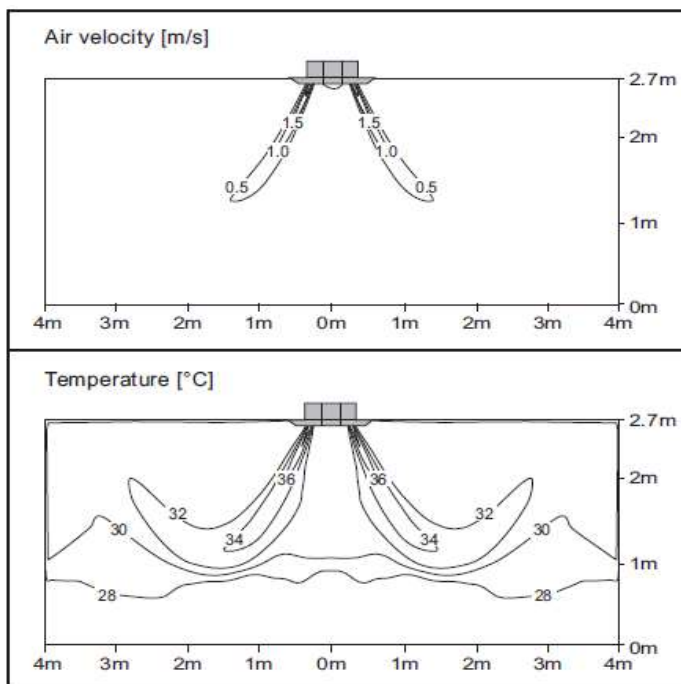 Air velocity [m/s]
2.7m
1.5 1.5
2m
1.0 1.0
0.5 0.5
1m
0m
4m 3m 2m 1m 0m 1m 2m 3m 4m
Temperature [°C]
2.7m
36 36
2m
32 32
30 34 34 30
1m
28 28
0m
4m 3m 2m 1m 0m 1m 2m 3m 4m